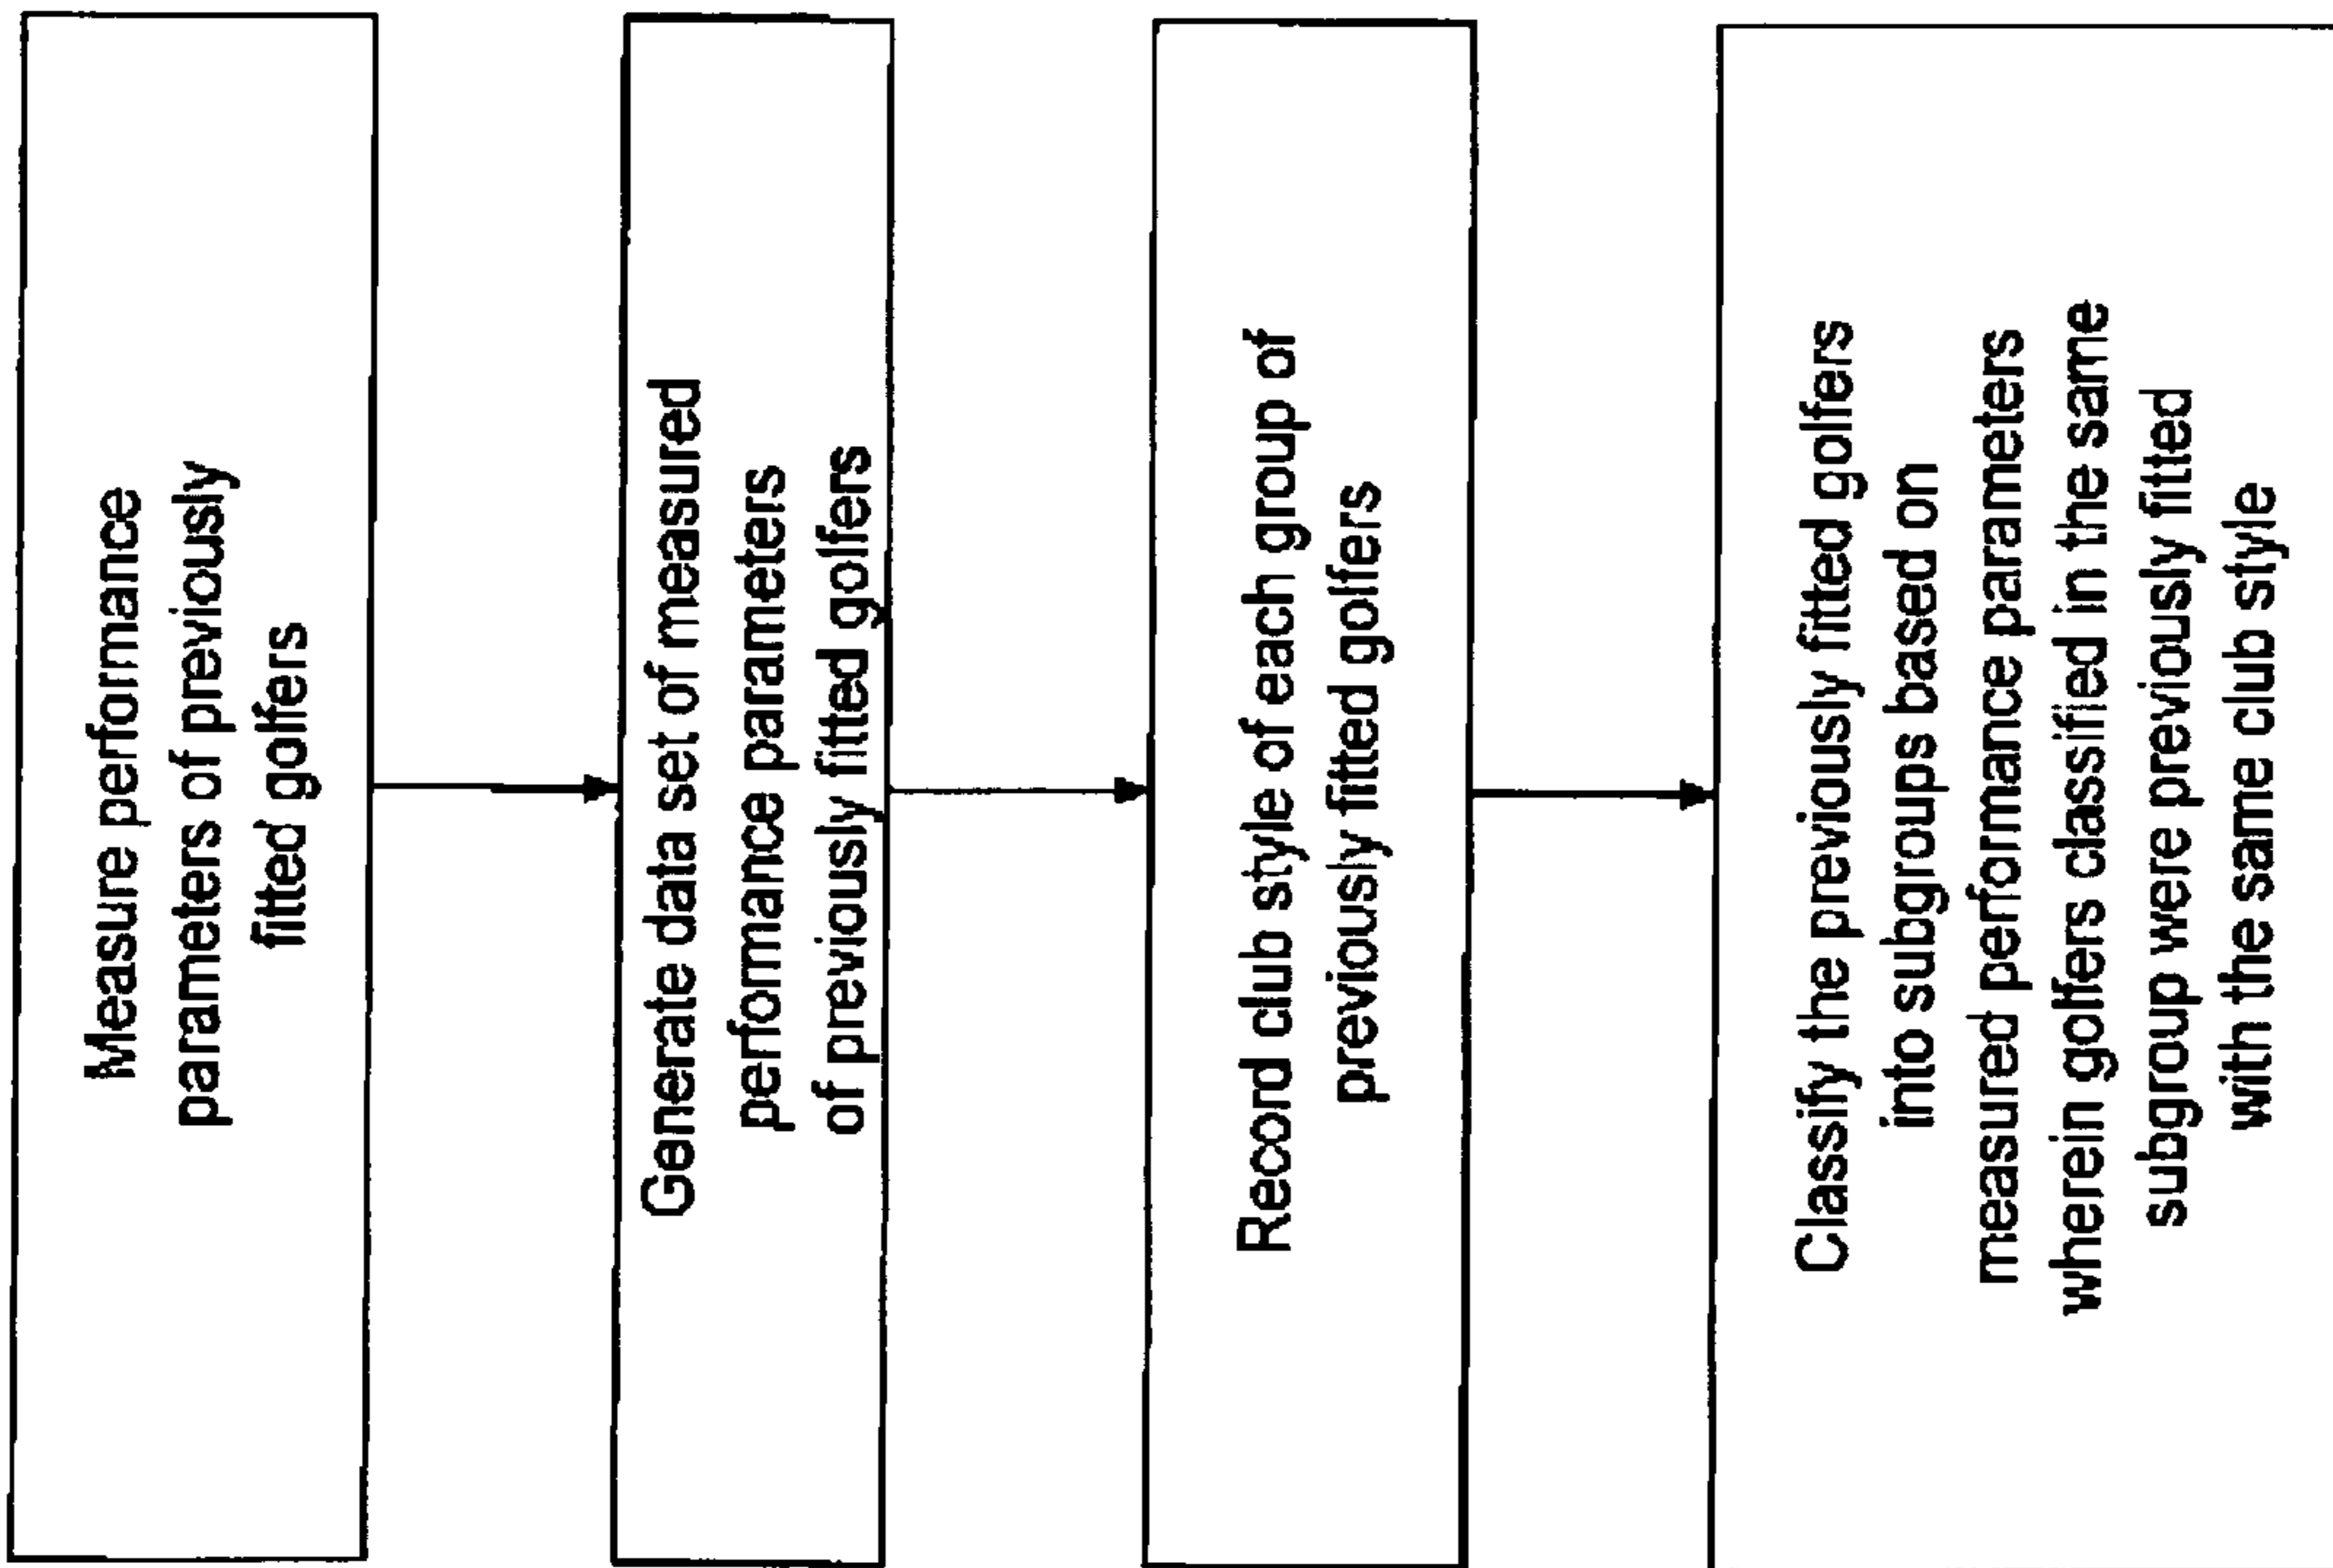 Measure performance
parameters of previously
fitted golfers
Generate data set of measured
performance parameters
of previously fitted golfers
Record club style of each group of
previously fitted golfers
Classify the previously fitted golfers
into subgroups based on
measured performance parameters
wherein golfers classified in the same
subgroup were previously fitted
with the same club style